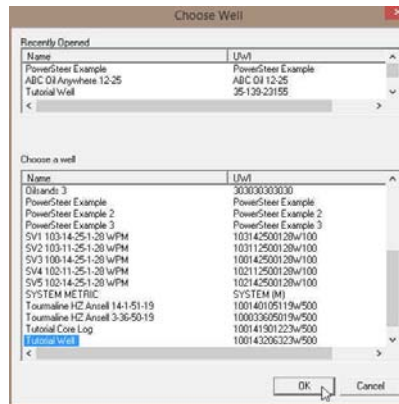 Choose Well
Recently Opened
Name UWI
PowerSteer Example PowerSteer Example
ABC Oil Anywhere 12-25 ABC Oil 12-25
Tutorial Well 35-139-23155
Choose a well
Name UWI
Oilsands 3 303030303030
PowerSteer Example PowerSteer Example
PowerSteer Example 2 PowerSteer Example 2
PowerSteer Example 3 PowerSteer Example 3
SV1 103-14-25-1-28 WPM 103142500128W100
SV2 103-11-25-1-28 WPM 103112500128W100
SV3 100-14-25-1-28 WPM 100142500128W100
SV4 102-11-25-1-28 WPM 102112500128W100
SV5 102-14-25-1-28 WPM 102142500128W100
SYSTEM METRIC SYSTEM (M)
Tourmaline HZ Ansell 14-1-51-19 100140105119W500
Tourmaline HZ Ansell 3-36-50-19 100033605019W500
Tutorial Core Log 100141901223W500
Tutorial Well 100143206323W500
OK Cancel